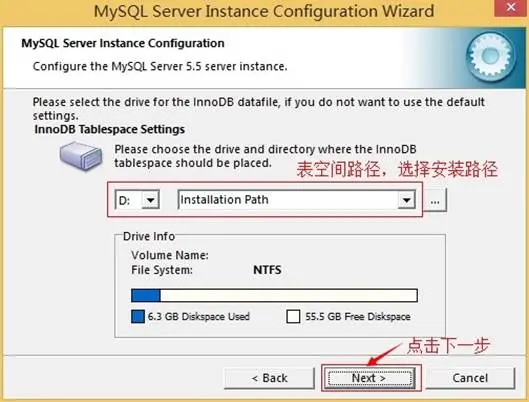 MySQL Server Instance Configuration Wizard
MySQL Server Instance Configuration
Configure the MySQL Server 5.5 server instance.
Please select the drive for the InnoDB datafile, if you do not want to use the default
settings.
InnoDB Tablespace Settings
Please choose the drive and directory where the InnoDB
tablespace should be placed.
表空间路径，选择安装路径
D:
Installation Path
...
Drive Info
Volume Name:
File System: NTFS
6.3 GB Diskspace Used
55.5 GB Free Diskspace
点击下一步
< Back
Next >
Cancel